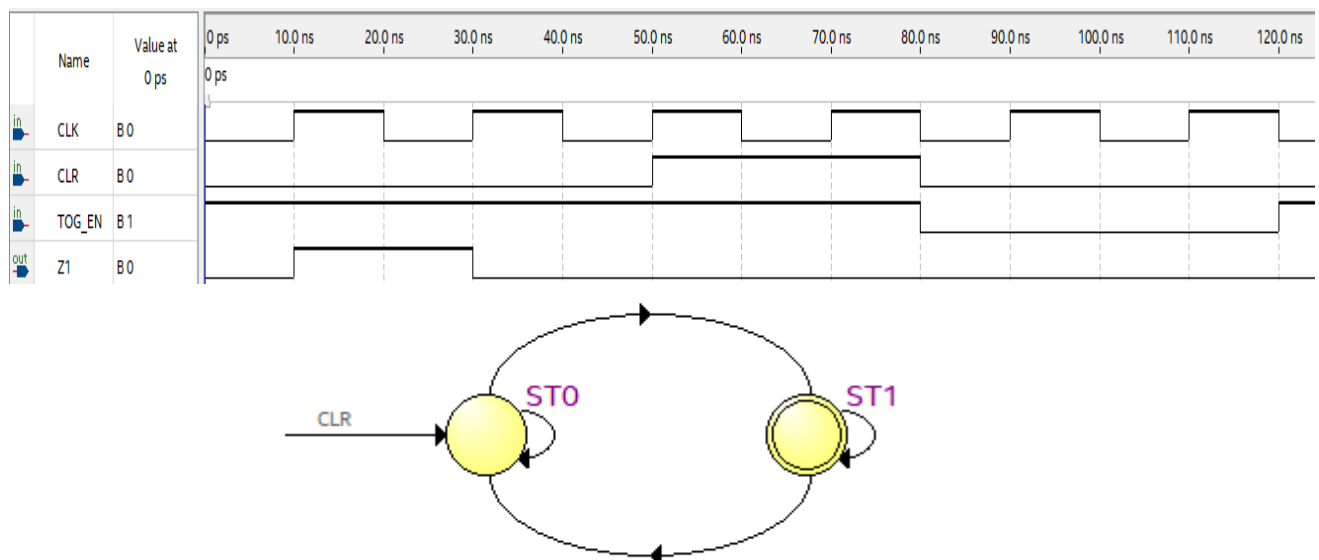 Name Value at 0 ps
0 ps 10.0 ns 20.0 ns 30.0 ns 40.0 ns 50.0 ns 60.0 ns 70.0 ns 80.0 ns 90.0 ns 100.0 ns 110.0 ns 120.0 ns
0 ps
in CLK B 0
in CLR B 0
in TOG_EN B 1
out Z1 B 0
ST0 ST1
CLR